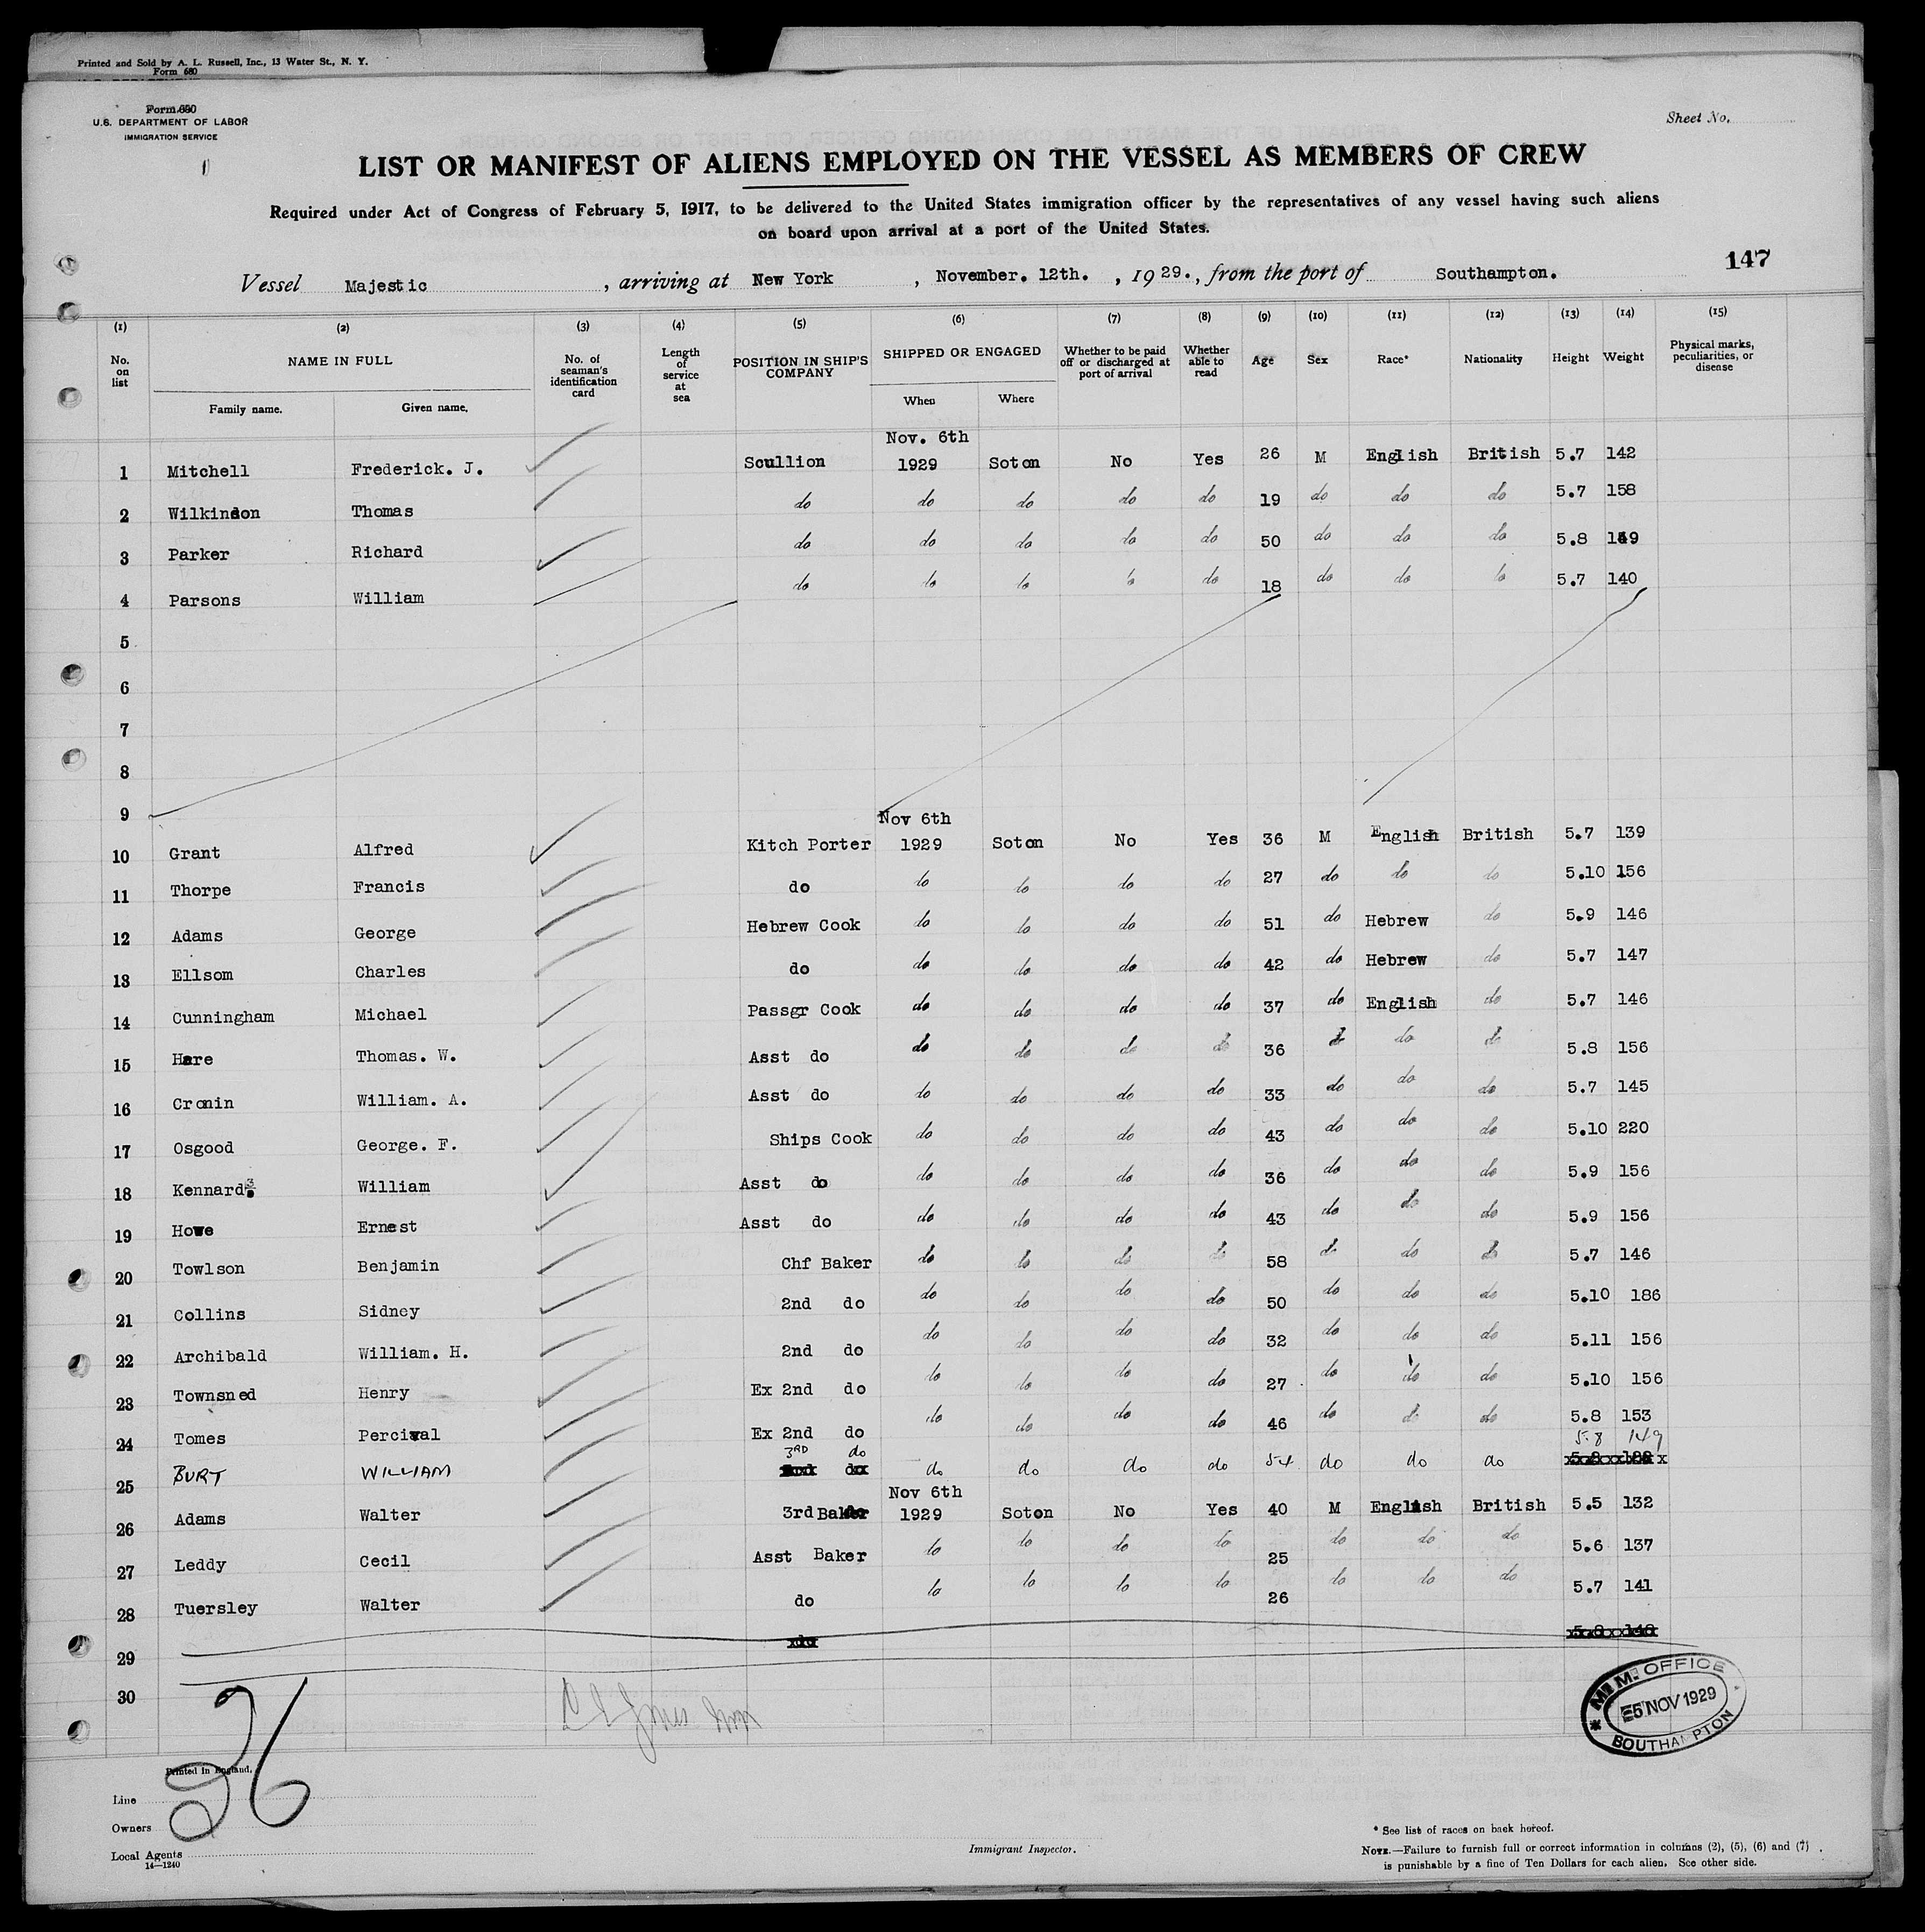 Printed and Sold by A. L. Russell, Inc., 13 Water St., N. Y.
Form 680
Form 680
U.S. DEPARTMENT OF LABOR
IMMIGRATION SERVICE
Sheet No.
LIST OR MANIFEST OF ALIENS EMPLOYED ON THE VESSEL AS MEMBERS OF CREW
Required under Act of Congress of February 5, 1917, to be delivered to the United States immigration officer by the representatives of any vessel having such aliens
on board upon arrival at a port of the United States.
147
Vessel Majestic , arriving at New York , November. 12th. , 1929. , from the port of Southampton.
(1) (2) (3) (4) (5) (6) (7) (8) (9) (10) (11) (12) (13) (14) (15)
No. on list NAME IN FULL Family name. Given name. No. of seaman's identification card Length of service at sea POSITION IN SHIP'S COMPANY SHIPPED OR ENGAGED When Where Whether to be paid off or discharged at port of arrival Whether able to read Age Sex Race* Nationality Height Weight Physical marks, peculiarities, or disease
1 Mitchell Frederick. J. Scullion Nov. 6th 1929 Soton No Yes 26 M English British 5.7 142
2 Wilkinson Thomas do do do do do 19 do do do 5.7 158
3 Parker Richard do do do do do 50 do do do 5.8 149
4 Parsons William do do do do do 18 do do do 5.7 140
5
6
7
8
9
10 Grant Alfred Kitch Porter Nov 6th 1929 Soton No Yes 36 M English British 5.7 139
11 Thorpe Francis do do do do do 27 do do do 5.10 156
12 Adams George Hebrew Cook do do do do 51 do Hebrew do 5.9 146
13 Ellsom Charles do do do do do 42 do Hebrew do 5.7 147
14 Cunningham Michael Passgr Cook do do do do 37 do English do 5.7 146
15 Hare Thomas. W. Asst do do do do do 36 do do do 5.8 156
16 Cronin William. A. Asst do do do do do 33 do do do 5.7 145
17 Osgood George. F. Ships Cook do do do do 43 do do do 5.10 220
18 Kennard William Asst do do do do do 36 do do do 5.9 156
19 Howe Ernest Asst do do do do do 43 do do do 5.9 156
20 Towlson Benjamin Chf Baker do do do do 58 do do do 5.7 146
21 Collins Sidney 2nd do do do do do 50 do do do 5.10 186
22 Archibald William. H. 2nd do do do do do 32 do do do 5.11 156
23 Townsned Henry Ex 2nd do do do do do 27 do do do 5.10 156
24 Tomes Percival Ex 2nd do do do do do 46 do do do 5.8 153
25 BURT WILLIAM 3RD do do do do do 54 do do do 5.8 149
26 Adams Walter 3rd Baker Nov 6th 1929 Soton No Yes 40 M English British 5.5 132
27 Leddy Cecil Asst Baker do do do do 25 do do do 5.6 137
28 Tuersley Walter do do do do do 26 do do do 5.7 141
29
30
26
M.M. OFFICE
5 NOV 1929
SOUTHAMPTON
Printed in England.
Line
Owners
Local Agents
14—1240
Immigrant Inspector.
* See list of races on back hereof.
NOTE.—Failure to furnish full or correct information in columns (2), (5), (6) and (7)
is punishable by a fine of Ten Dollars for each alien. See other side.